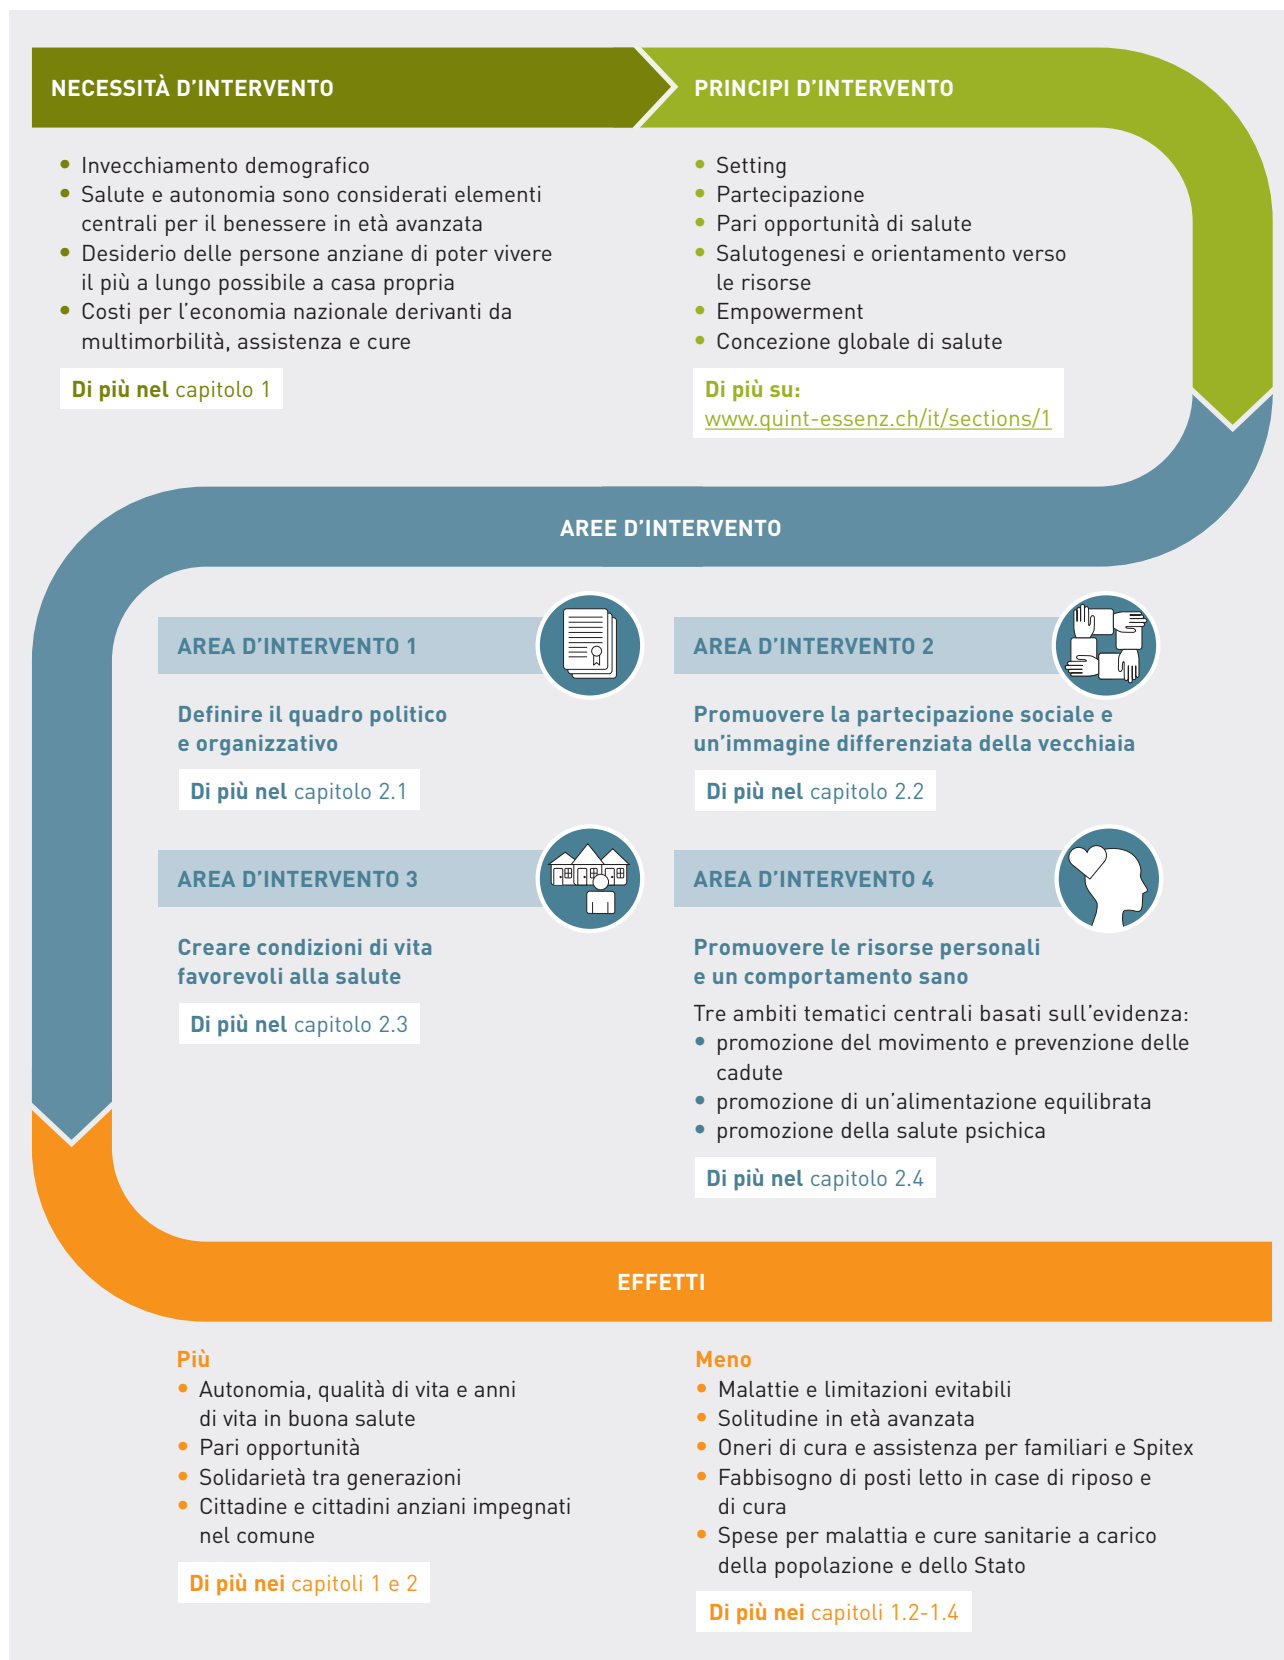 NECESSITÀ D’INTERVENTO
• Invecchiamento demografico
• Salute e autonomia sono considerati elementi
centrali per il benessere in età avanzata
• Desiderio delle persone anziane di poter vivere
il più a lungo possibile a casa propria
• Costi per l’economia nazionale derivanti da
multimorbilità, assistenza e cure
Di più nel capitolo 1
PRINCIPI D’INTERVENTO
• Setting
• Partecipazione
• Pari opportunità di salute
• Salutogenesi e orientamento verso
le risorse
• Empowerment
• Concezione globale di salute
Di più su:
www.quint-essenz.ch/it/sections/1
AREE D’INTERVENTO
AREA D’INTERVENTO 1
Definire il quadro politico
e organizzativo
Di più nel capitolo 2.1
AREA D’INTERVENTO 2
Promuovere la partecipazione sociale e
un’immagine differenziata della vecchiaia
Di più nel capitolo 2.2
AREA D’INTERVENTO 3
Creare condizioni di vita
favorevoli alla salute
Di più nel capitolo 2.3
AREA D’INTERVENTO 4
Promuovere le risorse personali
e un comportamento sano
Tre ambiti tematici centrali basati sull’evidenza:
• promozione del movimento e prevenzione delle
cadute
• promozione di un’alimentazione equilibrata
• promozione della salute psichica
Di più nel capitolo 2.4
EFFETTI
Più
• Autonomia, qualità di vita e anni
di vita in buona salute
• Pari opportunità
• Solidarietà tra generazioni
• Cittadine e cittadini anziani impegnati
nel comune
Di più nei capitoli 1 e 2
Meno
• Malattie e limitazioni evitabili
• Solitudine in età avanzata
• Oneri di cura e assistenza per familiari e Spitex
• Fabbisogno di posti letto in case di riposo e
di cura
• Spese per malattia e cure sanitarie a carico
della popolazione e dello Stato
Di più nei capitoli 1.2-1.4